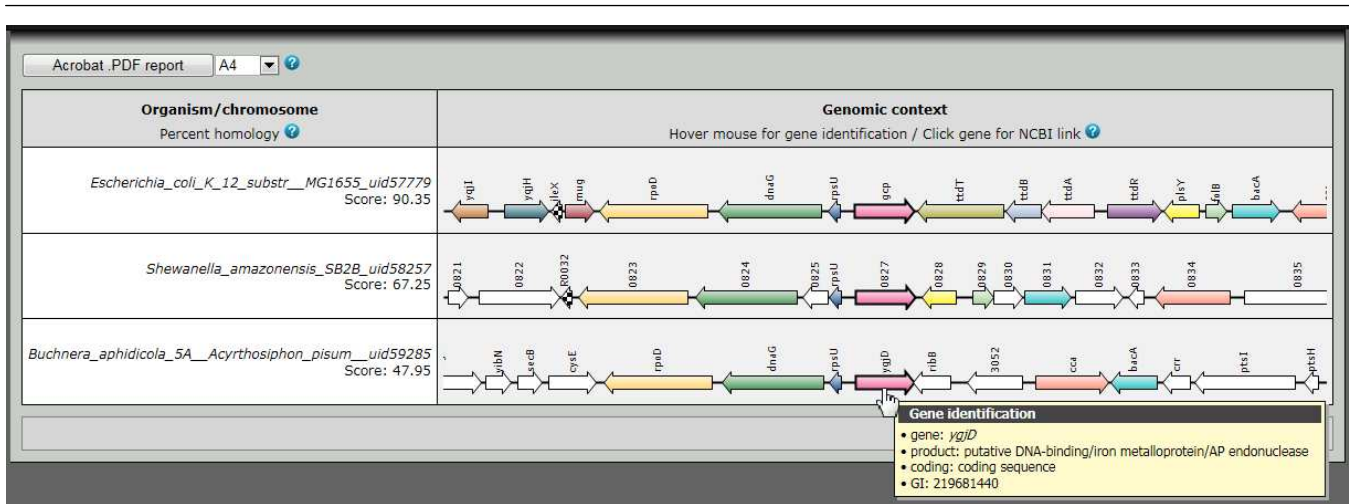 Acrobat .PDF report A4
Organism/chromosome
Percent homology
Genomic context
Hover mouse for gene identification / Click gene for NCBI link
Escherichia_coli_K_12_substr__MG1655_uid57779
Score: 90.35
yqjI yqjH ileX mug rpoD dnaG rpsU gcp ttdT ttdB ttdA ttdR plsY folB bacA
Shewanella_amazonensis_SB2B_uid58257
Score: 67.25
0821 0822 R0032 0823 0824 0825 rpsU 0827 0828 0829 0830 0831 0832 0833 0834 0835
Buchnera_aphidicola_5A__Acyrthosiphon_pisum__uid59285
Score: 47.95
yibN secB cysE rpoD dnaG rpsU ygjD ribB 3052 cca bacA crr ptsI ptsH
Gene identification
• gene: ygjD
• product: putative DNA-binding/iron metalloprotein/AP endonuclease
• coding: coding sequence
• GI: 219681440